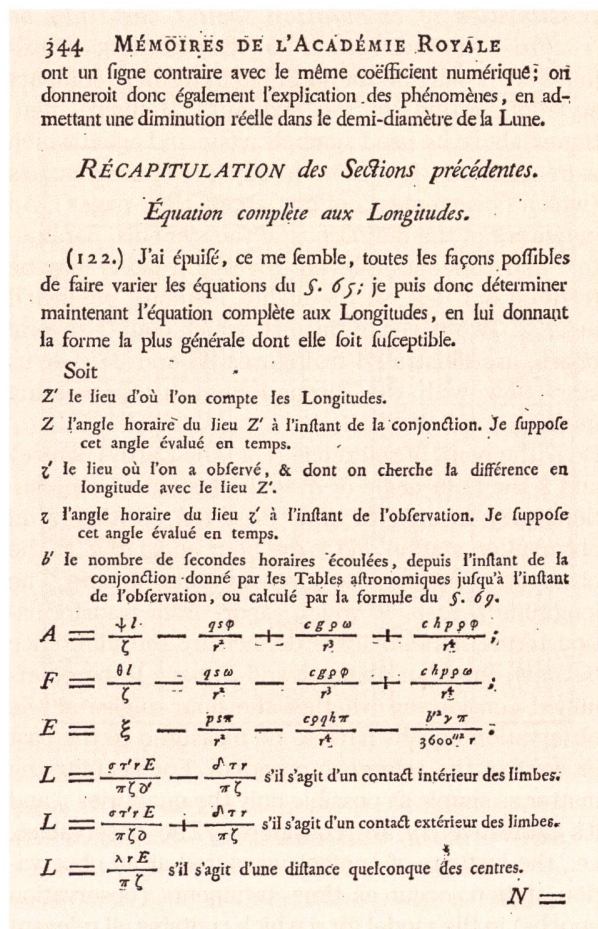 344 MÉMOIRES DE L'ACADÉMIE ROYALE
ont un ſigne contraire avec le même coëfficient numérique; on
donneroit donc également l'explication des phénomènes, en ad-
mettant une diminution réelle dans le demi-diamètre de la Lune.
RÉCAPITULATION des Sections précédentes.
Équation complète aux Longitudes.
(122.) J'ai épuiſé, ce me ſemble, toutes les façons poſſibles
de faire varier les équations du ſ. 65; je puis donc déterminer
maintenant l'équation complète aux Longitudes, en lui donnant
la forme la plus générale dont elle ſoit ſuſceptible.
Soit
Z' le lieu d'où l'on compte les Longitudes.
Z l'angle horaire du lieu Z' à l'inſtant de la conjonction. Je ſuppoſe
cet angle évalué en temps.
z' le lieu où l'on a obſervé, & dont on cherche la différence en
longitude avec le lieu Z'.
z l'angle horaire du lieu z' à l'inſtant de l'obſervation. Je ſuppoſe
cet angle évalué en temps.
b' le nombre de ſecondes horaires écoulées, depuis l'inſtant de la
conjonction donné par les Tables aſtronomiques juſqu'à l'inſtant
de l'obſervation, ou calculé par la formule du ſ. 69.
A = ψl/ζ — qsφ/r² + cgρω/r³ + chpρφ/r⁴;
F = θl/ζ — qsω/r² — cgρφ/r³ + chpρω/r⁴;
E = ξ — psπ/r² — cρqhπ/r⁴ — b'²γπ/3600''² r;
L = στ'rE/πζδ' — δ'τr/πζ s'il s'agit d'un contact intérieur des limbes.
L = στ'rE/πζδ + δ'τr/πζ s'il s'agit d'un contact extérieur des limbes.
L = λrE/πζ s'il s'agit d'une diſtance quelconque des centres.
N =